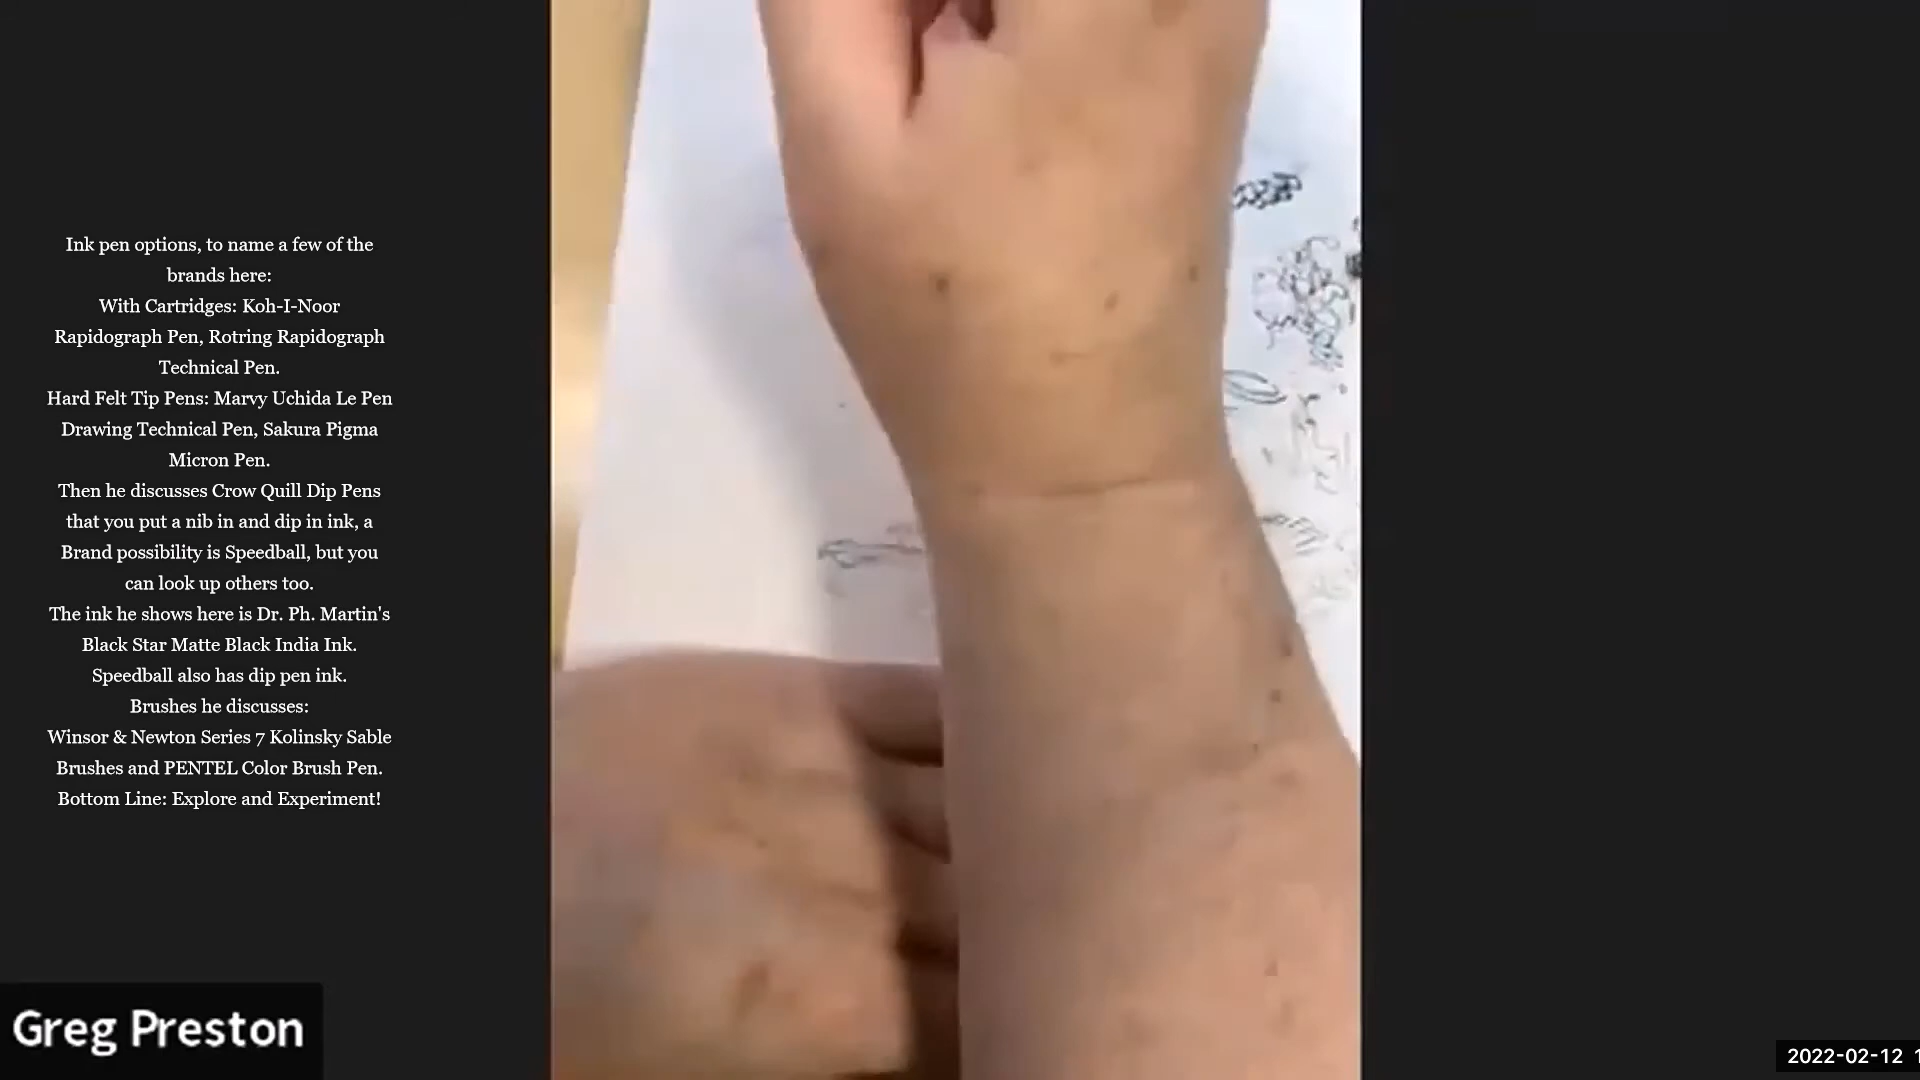 Ink pen options, to name a few of the
brands here:
With Cartridges: Koh-I-Noor
Rapidograph Pen, Rotring Rapidograph
Technical Pen.
Hard Felt Tip Pens: Marvy Uchida Le Pen
Drawing Technical Pen, Sakura Pigma
Micron Pen.
Then he discusses Crow Quill Dip Pens
that you put a nib in and dip in ink, a
Brand possibility is Speedball, but you
can look up others too.
The ink he shows here is Dr. Ph. Martin's
Black Star Matte Black India Ink.
Speedball also has dip pen ink.
Brushes he discusses:
Winsor & Newton Series 7 Kolinsky Sable
Brushes and PENTEL Color Brush Pen.
Bottom Line: Explore and Experiment!
Greg Preston
2022-02-12 1